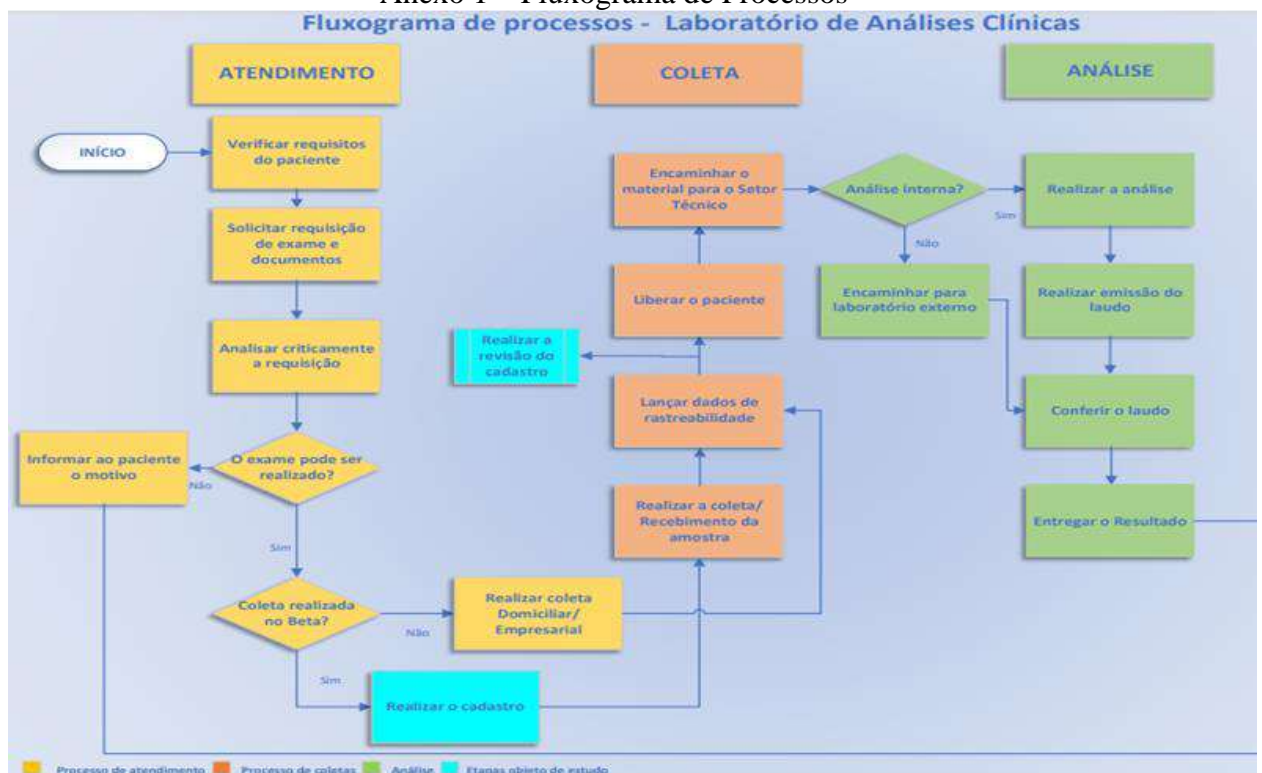 Anexo 1 – Fluxograma de Processos
Fluxograma de processos - Laboratório de Análises Clínicas
ATENDIMENTO
COLETA
ANÁLISE
INÍCIO
Verificar requisitos
do paciente
Solicitar requisição
de exame e
documentos
Analisar criticamente
a requisição
O exame pode ser
realizado?
Não
Informar ao paciente
o motivo
Sim
Coleta realizada
no Beta?
Não
Realizar coleta
Domiciliar/
Empresarial
Sim
Realizar o cadastro
Encaminhar o
material para o Setor
Técnico
Liberar o paciente
Realizar a
revisão do
cadastro
Lançar dados de
rastreabilidade
Realizar a coleta/
Recebimento da
amostra
Análise interna?
Sim
Não
Encaminhar para
laboratório externo
Realizar a análise
Realizar emissão do
laudo
Conferir o laudo
Entregar o Resultado
Processo de atendimento
Processo de coletas
Análise
Etapas objeto de estudo